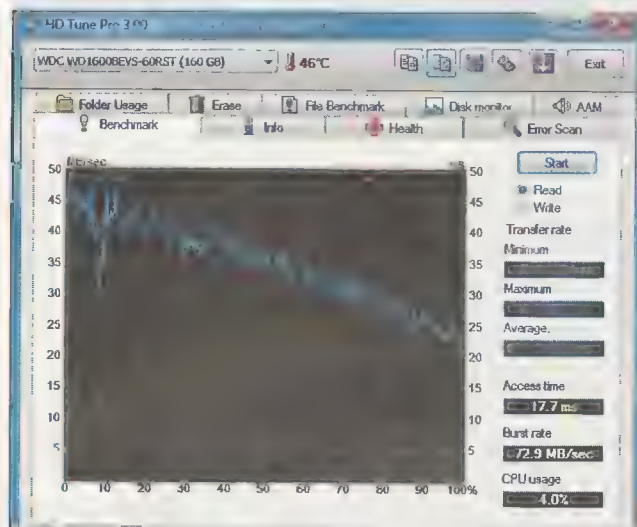 HD Tune Pro 3.00
WDC WD1600BEVS-60RST (160 GB) 46°C Exit
Folder Usage Erase File Benchmark Disk monitor AAM
Benchmark Info Health Error Scan
Start
Read
Write
Transfer rate
Minimum
Maximum
Average.
Access time
17.7 ms
Burst rate
72.9 MB/sec
CPU usage
4.0%
MB/sec
50 50
45 45
40 40
35 35
30 30
25 25
20 20
15 15
10 10
5 5
0 10 20 30 40 50 60 70 80 90 100%